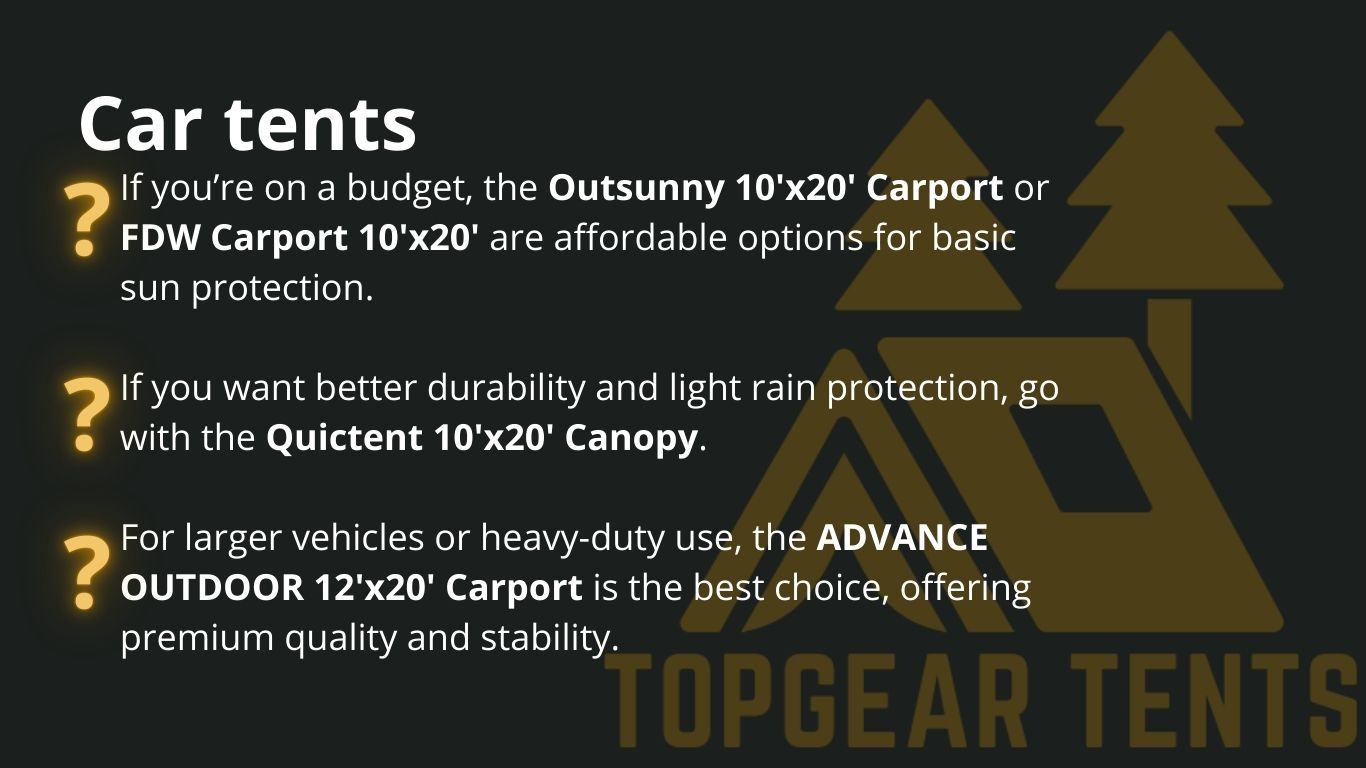 Car tents
? If you’re on a budget, the Outsunny 10'x20' Carport or
FDW Carport 10'x20' are affordable options for basic
sun protection.
? If you want better durability and light rain protection, go
with the Quictent 10'x20' Canopy.
? For larger vehicles or heavy-duty use, the ADVANCE
OUTDOOR 12'x20' Carport is the best choice, offering
premium quality and stability.
TOPGEAR TENTS